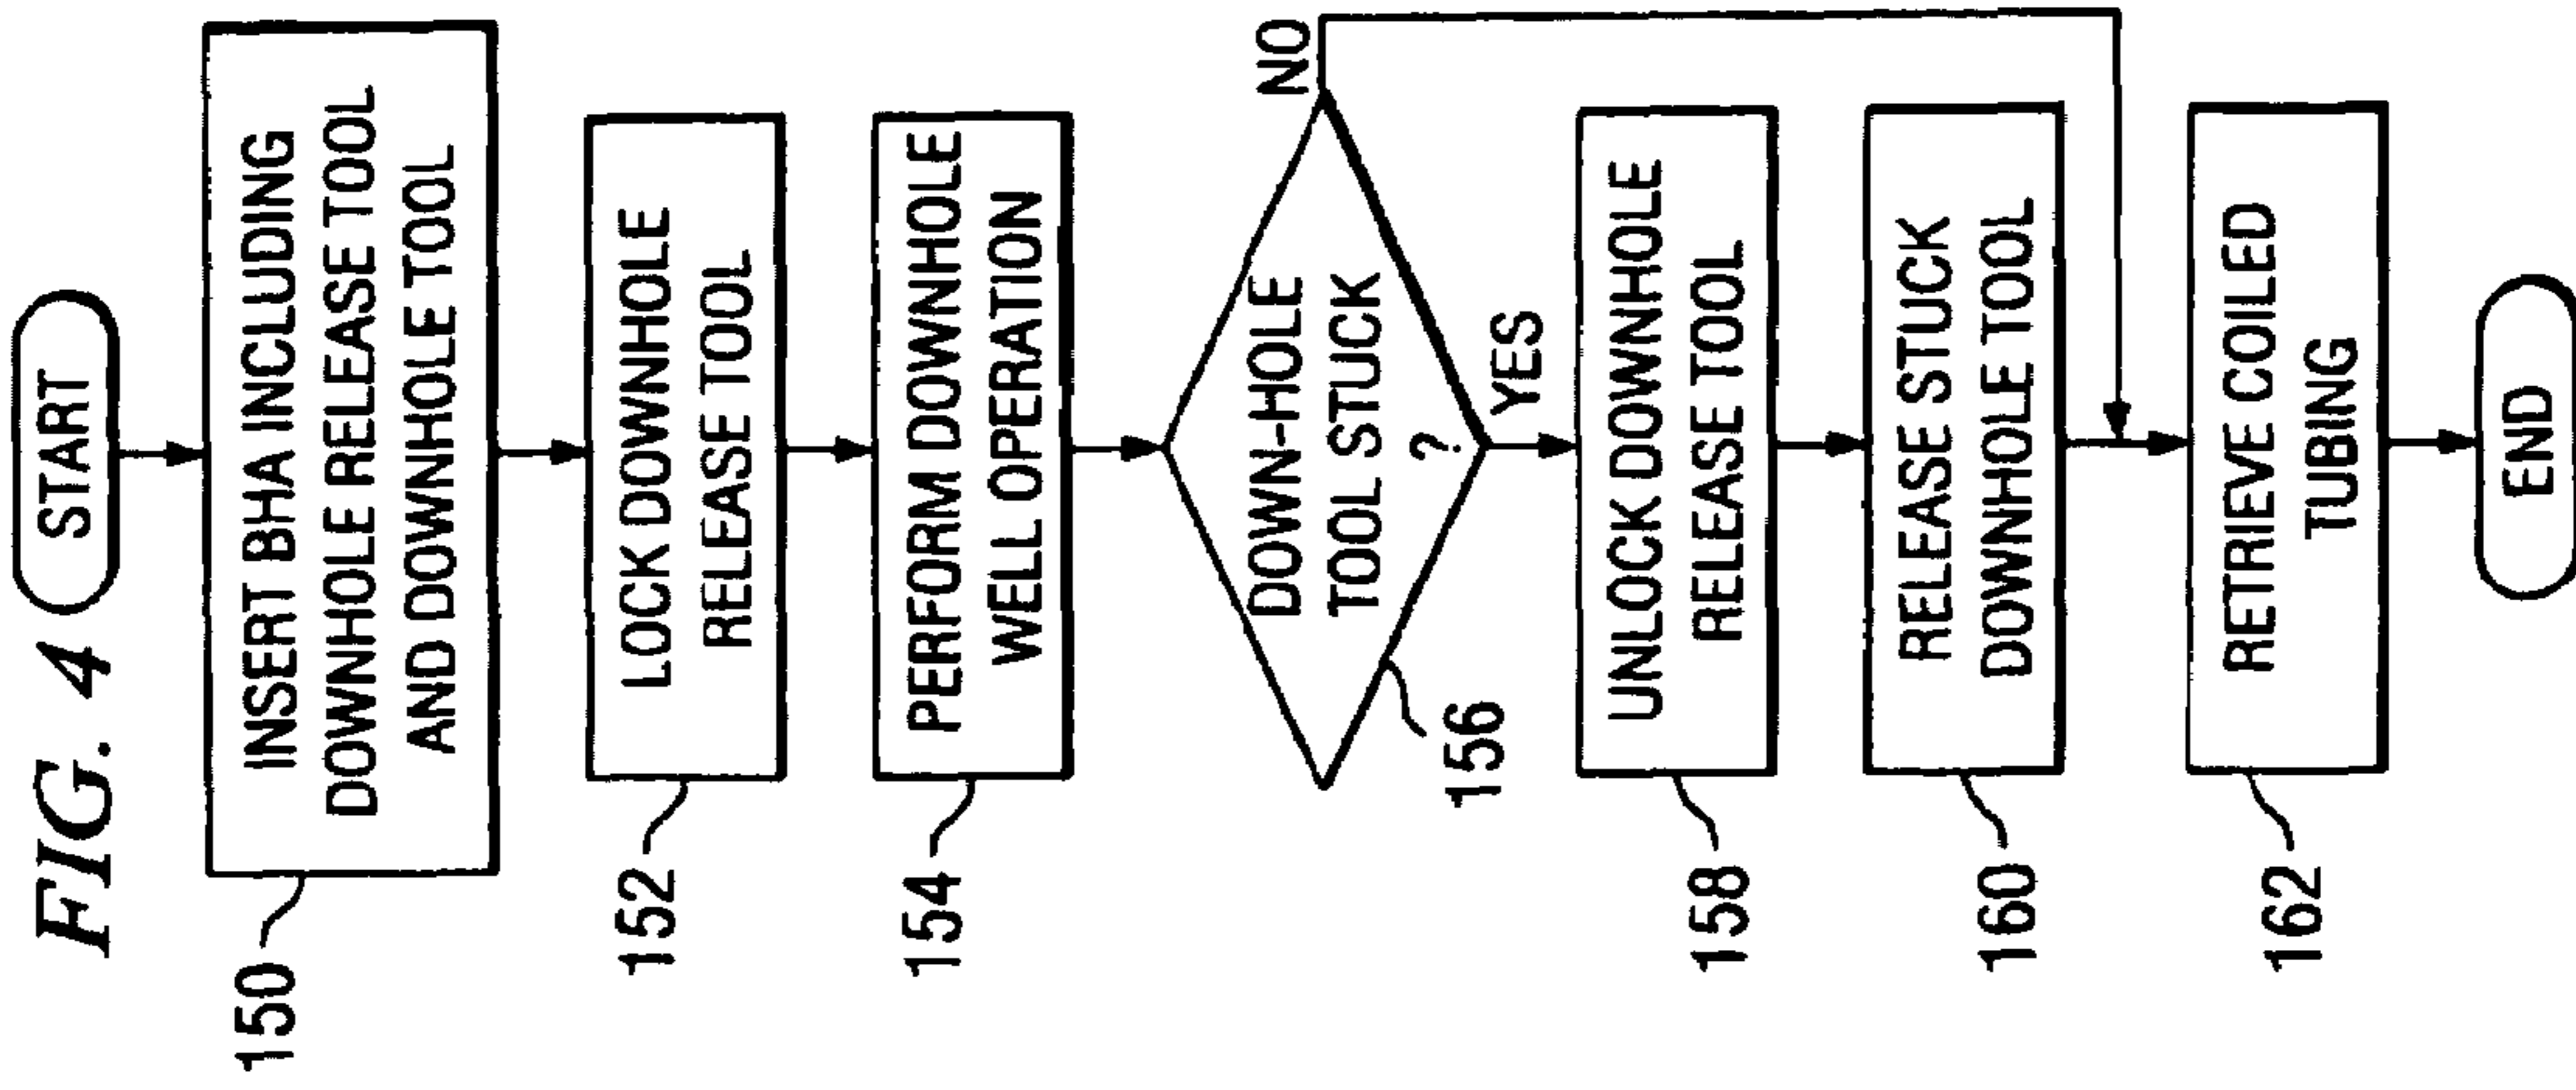 FIG. 4
START
150
INSERT BHA INCLUDING
DOWNHOLE RELEASE TOOL
AND DOWNHOLE TOOL
152
LOCK DOWNHOLE
RELEASE TOOL
154
PERFORM DOWNHOLE
WELL OPERATION
156
DOWN-HOLE
TOOL STUCK
?
NO
YES
158
UNLOCK DOWNHOLE
RELEASE TOOL
160
RELEASE STUCK
DOWNHOLE TOOL
162
RETRIEVE COILED
TUBING
END